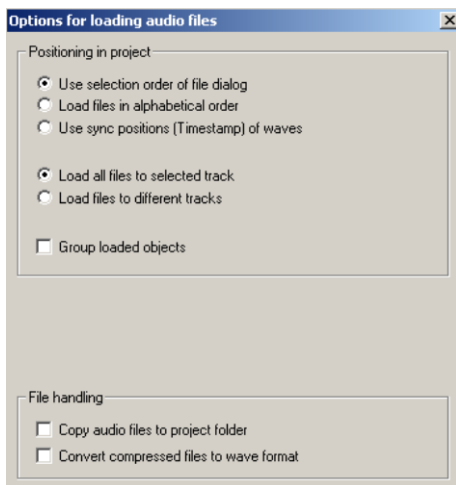 Options for loading audio files
Positioning in project
Use selection order of file dialog
Load files in alphabetical order
Use sync positions (Timestamp) of waves
Load all files to selected track
Load files to different tracks
Group loaded objects
File handling
Copy audio files to project folder
Convert compressed files to wave format